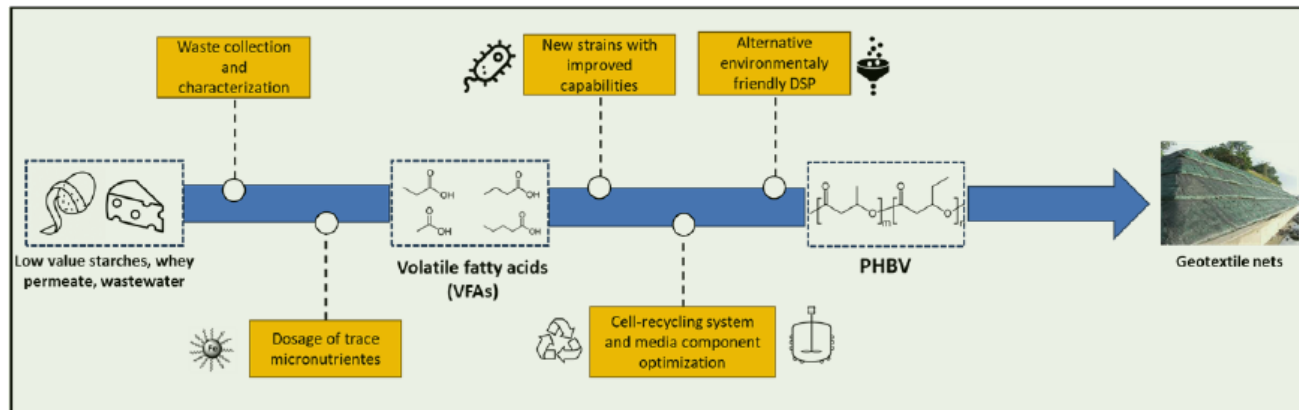 Waste collection
and
characterization
New strains with
improved
capabilities
Alternative
environmentaly
friendly DSP
Low value starches, whey
permeate, wastewater
O
OH
O
OH
O
OH
O
OH
Volatile fatty acids
(VFAs)
O
O
m
O
O
PHBV
Geotextile nets
Fe
Dosage of trace
micronutrientes
Cell-recycling system
and media component
optimization